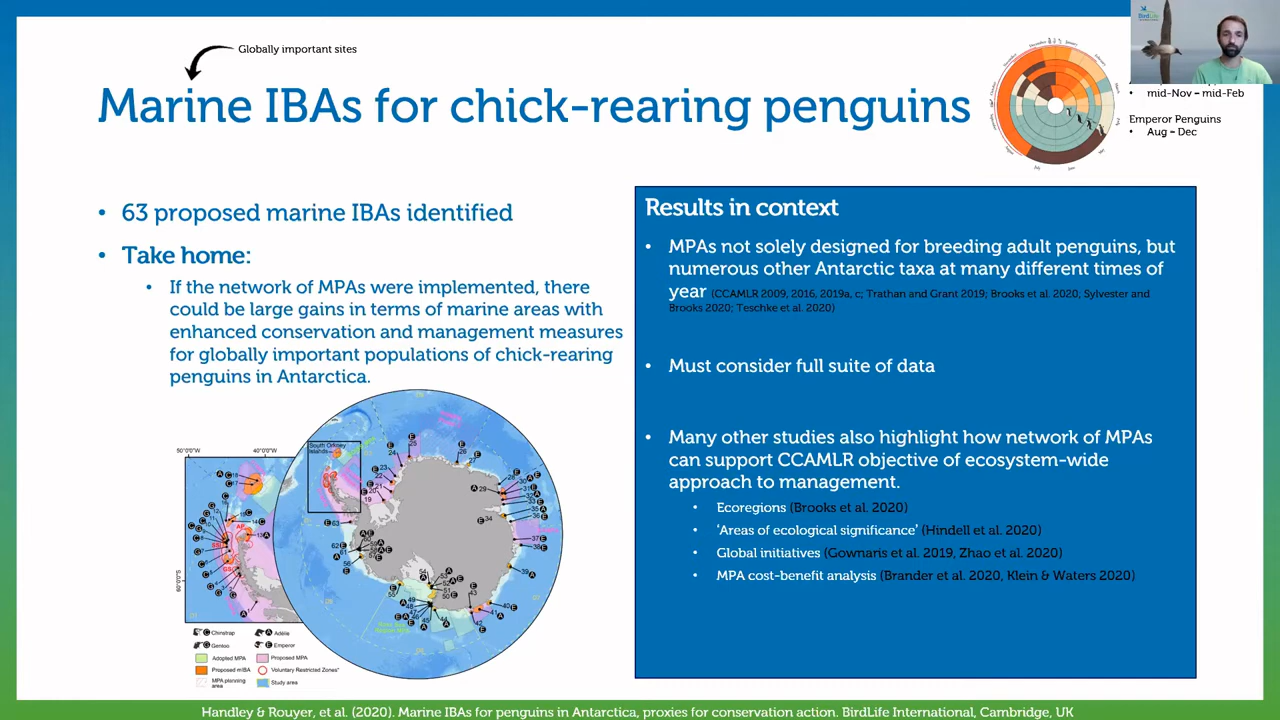 Globally important sites
Marine IBAs for chick-rearing penguins
BirdLife
• mid-Nov – mid-Feb
Emperor Penguins
• Aug – Dec
• 63 proposed marine IBAs identified
• Take home:
• If the network of MPAs were implemented, there
could be large gains in terms of marine areas with
enhanced conservation and management measures
for globally important populations of chick-rearing
penguins in Antarctica.
50°0'0"W
40°0'0"W
60°0'0"S
South Orkney
Islands
Chinstrap
Adélie
Gentoo
Emperor
Adopted MPA
Proposed MPA
Proposed mIBA
Voluntary Restricted Zones*
MPA planning
area
Study area
Results in context
• MPAs not solely designed for breeding adult penguins, but
numerous other Antarctic taxa at many different times of
year (CCAMLR 2009, 2016, 2019a, c; Trathan and Grant 2019; Brooks et al. 2020, Sylvester and
Brooks 2020; Teschke et al. 2020)
• Must consider full suite of data
• Many other studies also highlight how network of MPAs
can support CCAMLR objective of ecosystem-wide
approach to management.
• Ecoregions (Brooks et al. 2020)
• 'Areas of ecological significance' (Hindell et al. 2020)
• Global initiatives (Gownaris et al. 2019, Zhao et al. 2020)
• MPA cost-benefit analysis (Brander et al. 2020, Klein & Waters 2020)
Handley & Rouyer, et al. (2020). Marine IBAs for penguins in Antarctica, proxies for conservation action. BirdLife International, Cambridge, UK